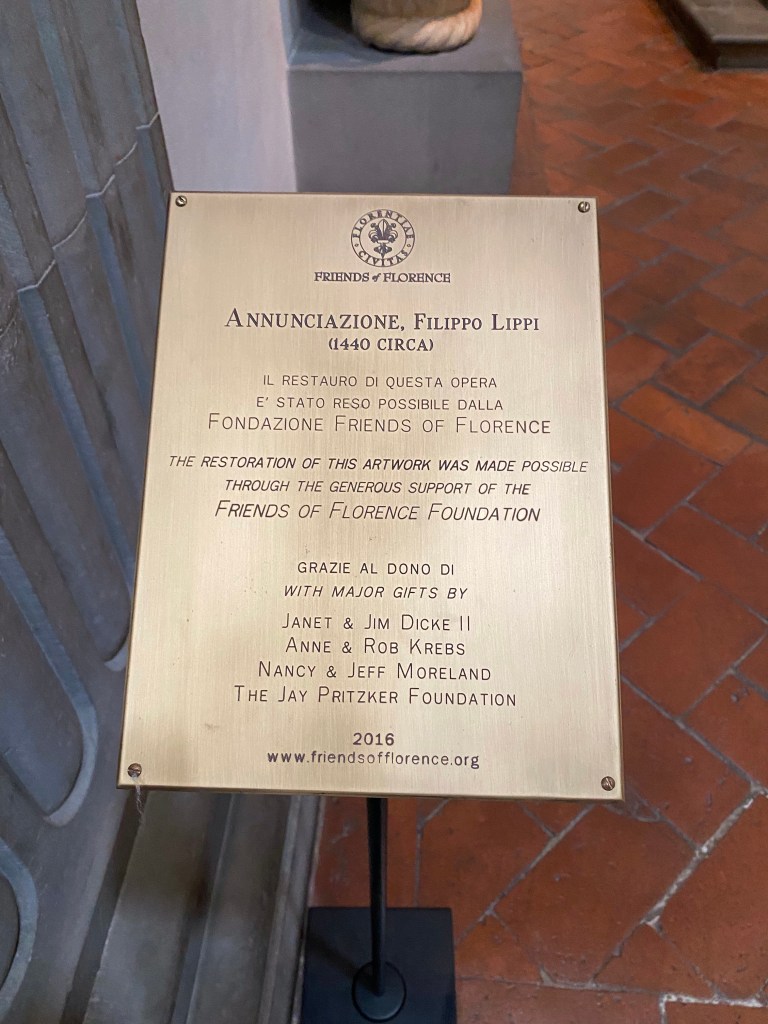 FLORENTIAE CIVITAS
FRIENDS of FLORENCE
ANNUNCIAZIONE, FILIPPO LIPPI
(1440 CIRCA)
IL RESTAURO DI QUESTA OPERA
E' STATO RESO POSSIBILE DALLA
FONDAZIONE FRIENDS OF FLORENCE
THE RESTORATION OF THIS ARTWORK WAS MADE POSSIBLE
THROUGH THE GENEROUS SUPPORT OF THE
FRIENDS OF FLORENCE FOUNDATION
GRAZIE AL DONO DI
WITH MAJOR GIFTS BY
JANET & JIM DICKE II
ANNE & ROB KREBS
NANCY & JEFF MORELAND
THE JAY PRITZKER FOUNDATION
2016
www.friendsofflorence.org